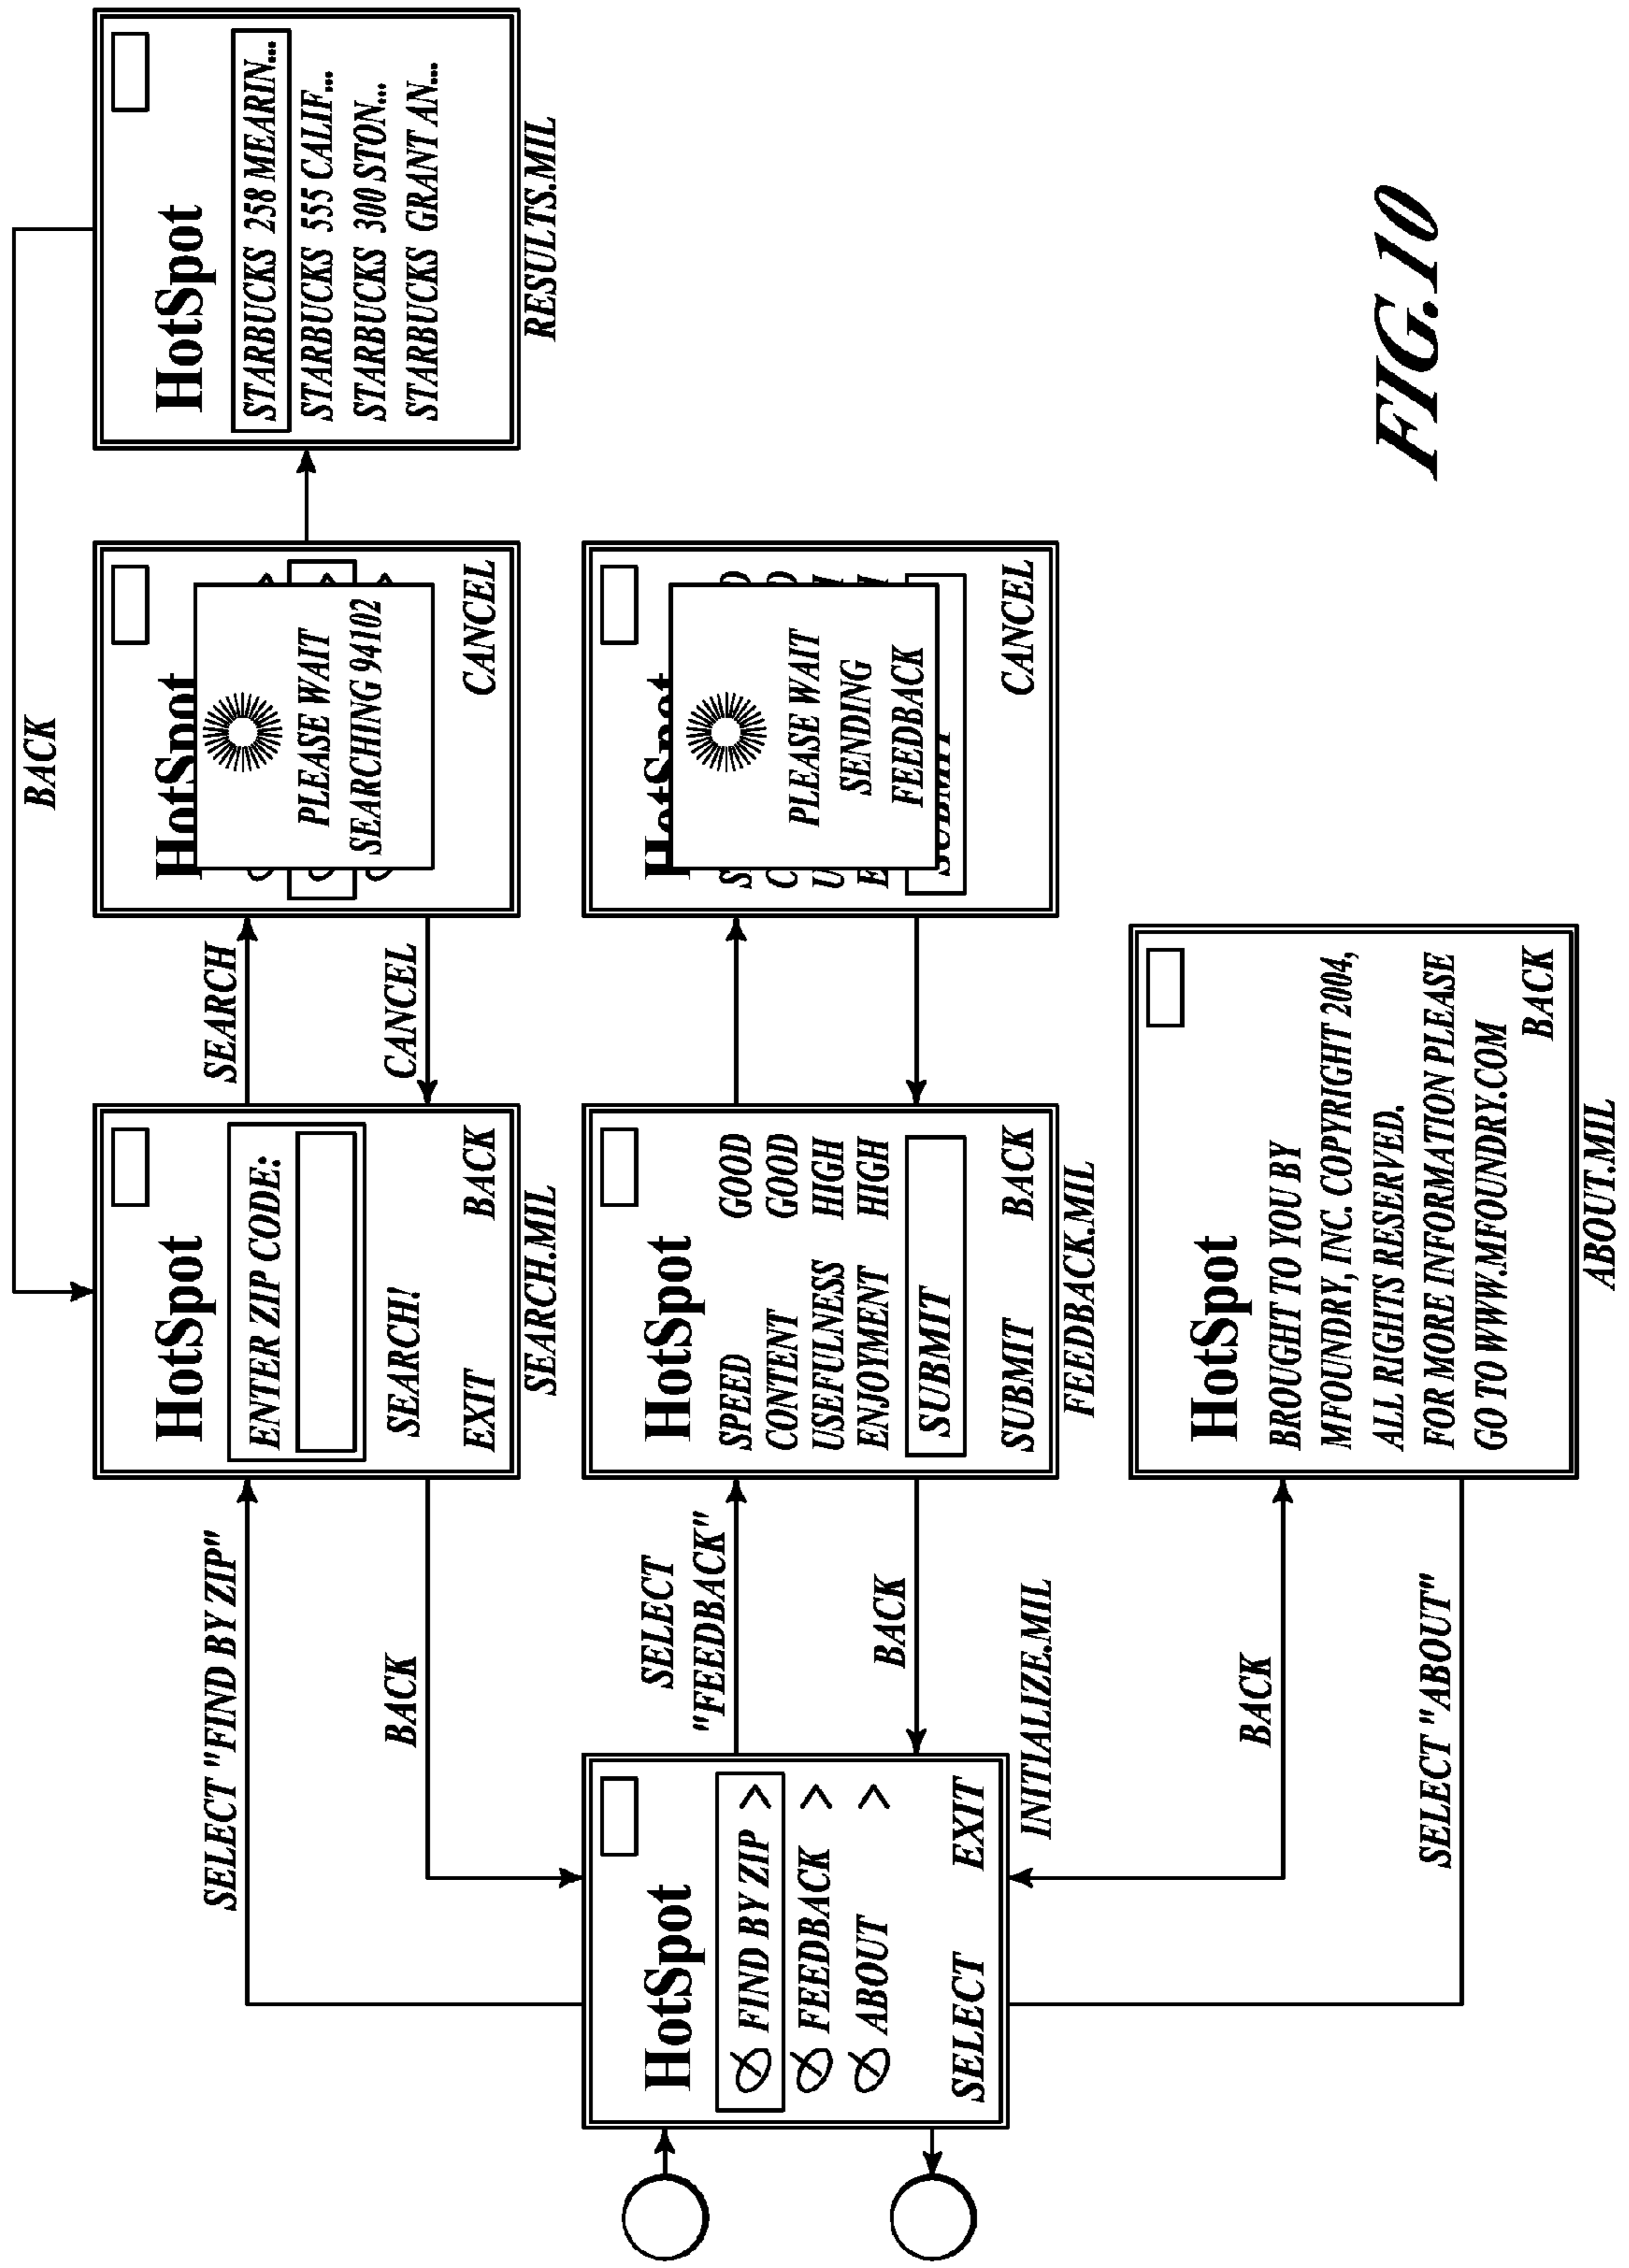 BACK
HotSpot
STARBUCKS 258 MEARIN...
STARBUCKS 555 CALIF...
STARBUCKS 300 STON...
STARBUCKS GRANT AN...
RESULTS.MIL
HotSpot
PLEASE WAIT
SEARCHING 94102
CANCEL
SEARCH
CANCEL
HotSpot
ENTER ZIP CODE:
SEARCH!
EXIT BACK
SEARCH.MIL
SELECT "FIND BY ZIP"
BACK
HotSpot
PLEASE WAIT
SENDING
FEEDBACK
SUBMIT
CANCEL
HotSpot
SPEED GOOD
CONTENT GOOD
USEFULNESS HIGH
ENJOYMENT HIGH
SUBMIT
SUBMIT BACK
FEEDBACK.MIL
SELECT
"FEEDBACK"
BACK
HotSpot
FIND BY ZIP >
FEEDBACK >
ABOUT >
SELECT EXIT
INITIALIZE.MIL
HotSpot
BROUGHT TO YOU BY
MFOUNDRY, INC. COPYRIGHT 2004,
ALL RIGHTS RESERVED.
FOR MORE INFORMATION PLEASE
GO TO WWW.MFOUNDRY.COM
BACK
ABOUT.MIL
BACK
SELECT "ABOUT"
FIG.10